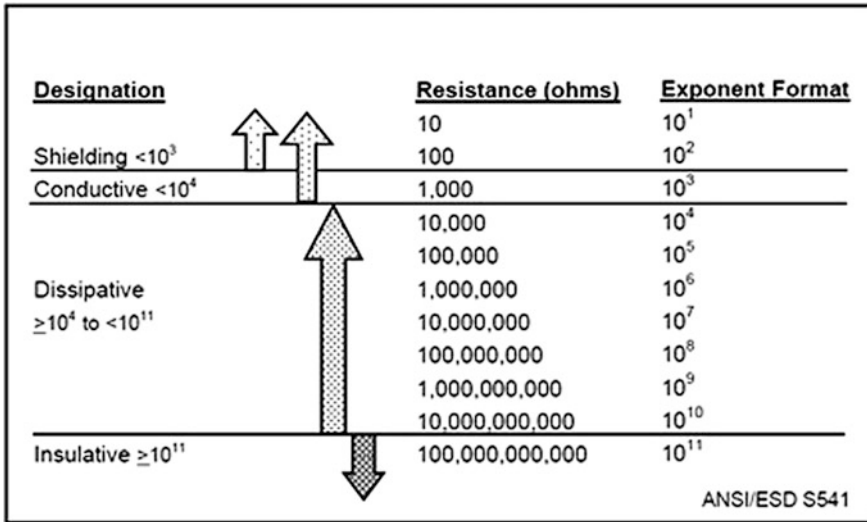 Designation Resistance (ohms) Exponent Format
10 10¹
Shielding <10³ 100 10²
Conductive <10⁴ 1,000 10³
10,000 10⁴
100,000 10⁵
Dissipative 1,000,000 10⁶
≥10⁴ to <10¹¹ 10,000,000 10⁷
100,000,000 10⁸
1,000,000,000 10⁹
10,000,000,000 10¹⁰
Insulative ≥10¹¹ 100,000,000,000 10¹¹
ANSI/ESD S541